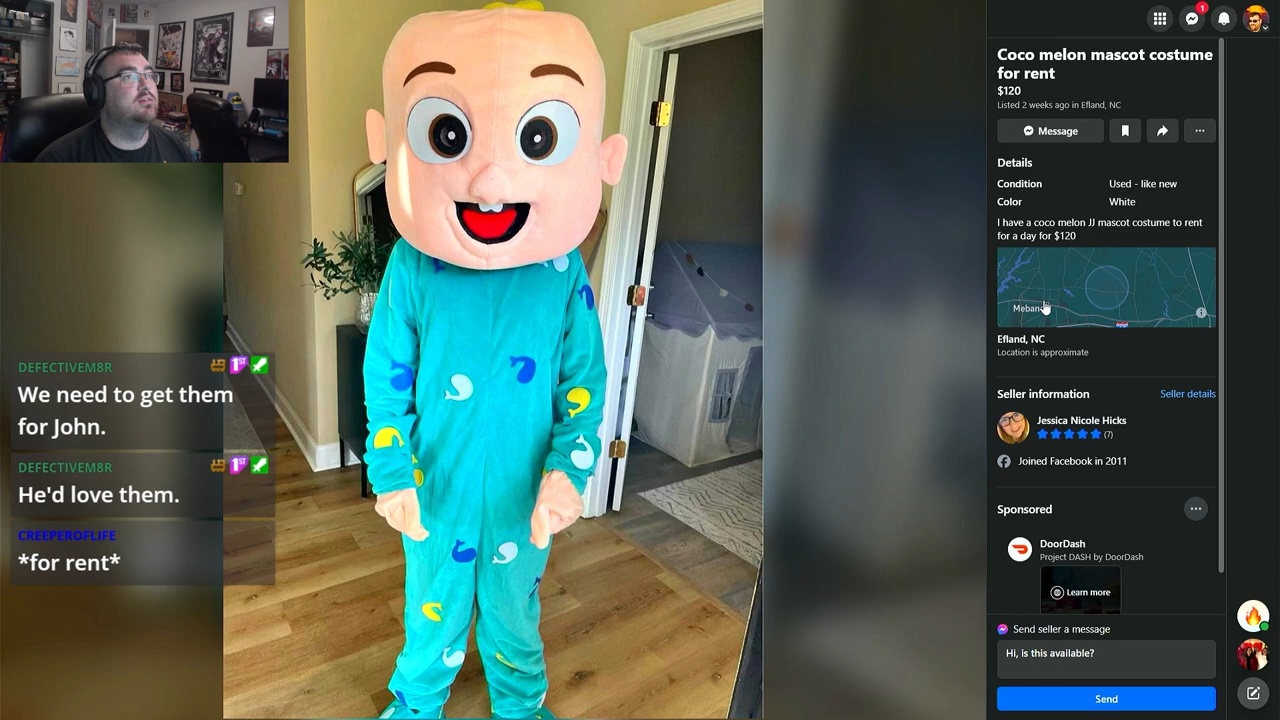 DEFECTIVEM8R
We need to get them
for John.
DEFECTIVEM8R
He'd love them.
CREEPEROFLIFE
*for rent*
1
Coco melon mascot costume
for rent
$120
Listed 2 weeks ago in Efland, NC
Message
Details
Condition Used - like new
Color White
I have a coco melon JJ mascot costume to rent
for a day for $120
Meban
Efland, NC
Location is approximate
Seller information Seller details
Jessica Nicole Hicks
(7)
Joined Facebook in 2011
Sponsored
DoorDash
Project DASH by DoorDash
Learn more
Send seller a message
Hi, is this available?
Send